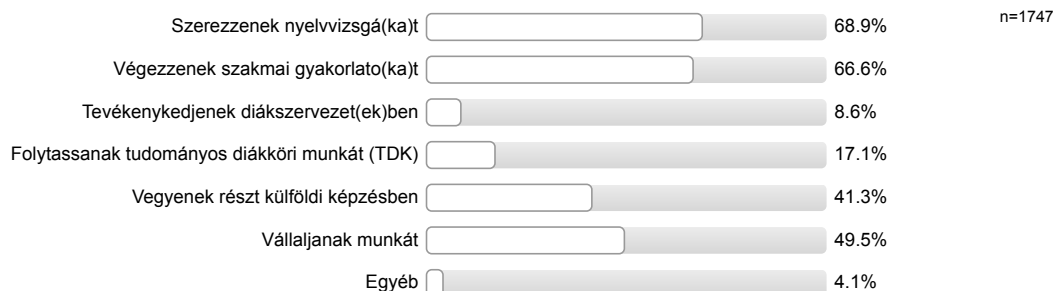 n=1747
Szerezzenek nyelvvizsgá(ka)t 68.9%
Végezzenek szakmai gyakorlato(ka)t 66.6%
Tevékenykedjenek diákszervezet(ek)ben 8.6%
Folytassanak tudományos diákköri munkát (TDK) 17.1%
Vegyenek részt külföldi képzésben 41.3%
Vállaljanak munkát 49.5%
Egyéb 4.1%